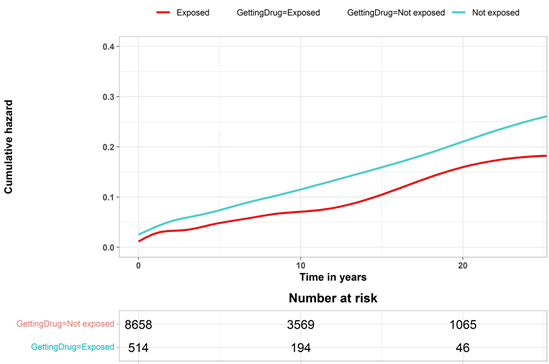 Exposed GettingDrug=Exposed GettingDrug=Not exposed Not exposed
Cumulative hazard
0.4
0.3
0.2
0.1
0.0
0 10 20
Time in years
Number at risk
GettingDrug=Not exposed 8658 3569 1065
GettingDrug=Exposed 514 194 46